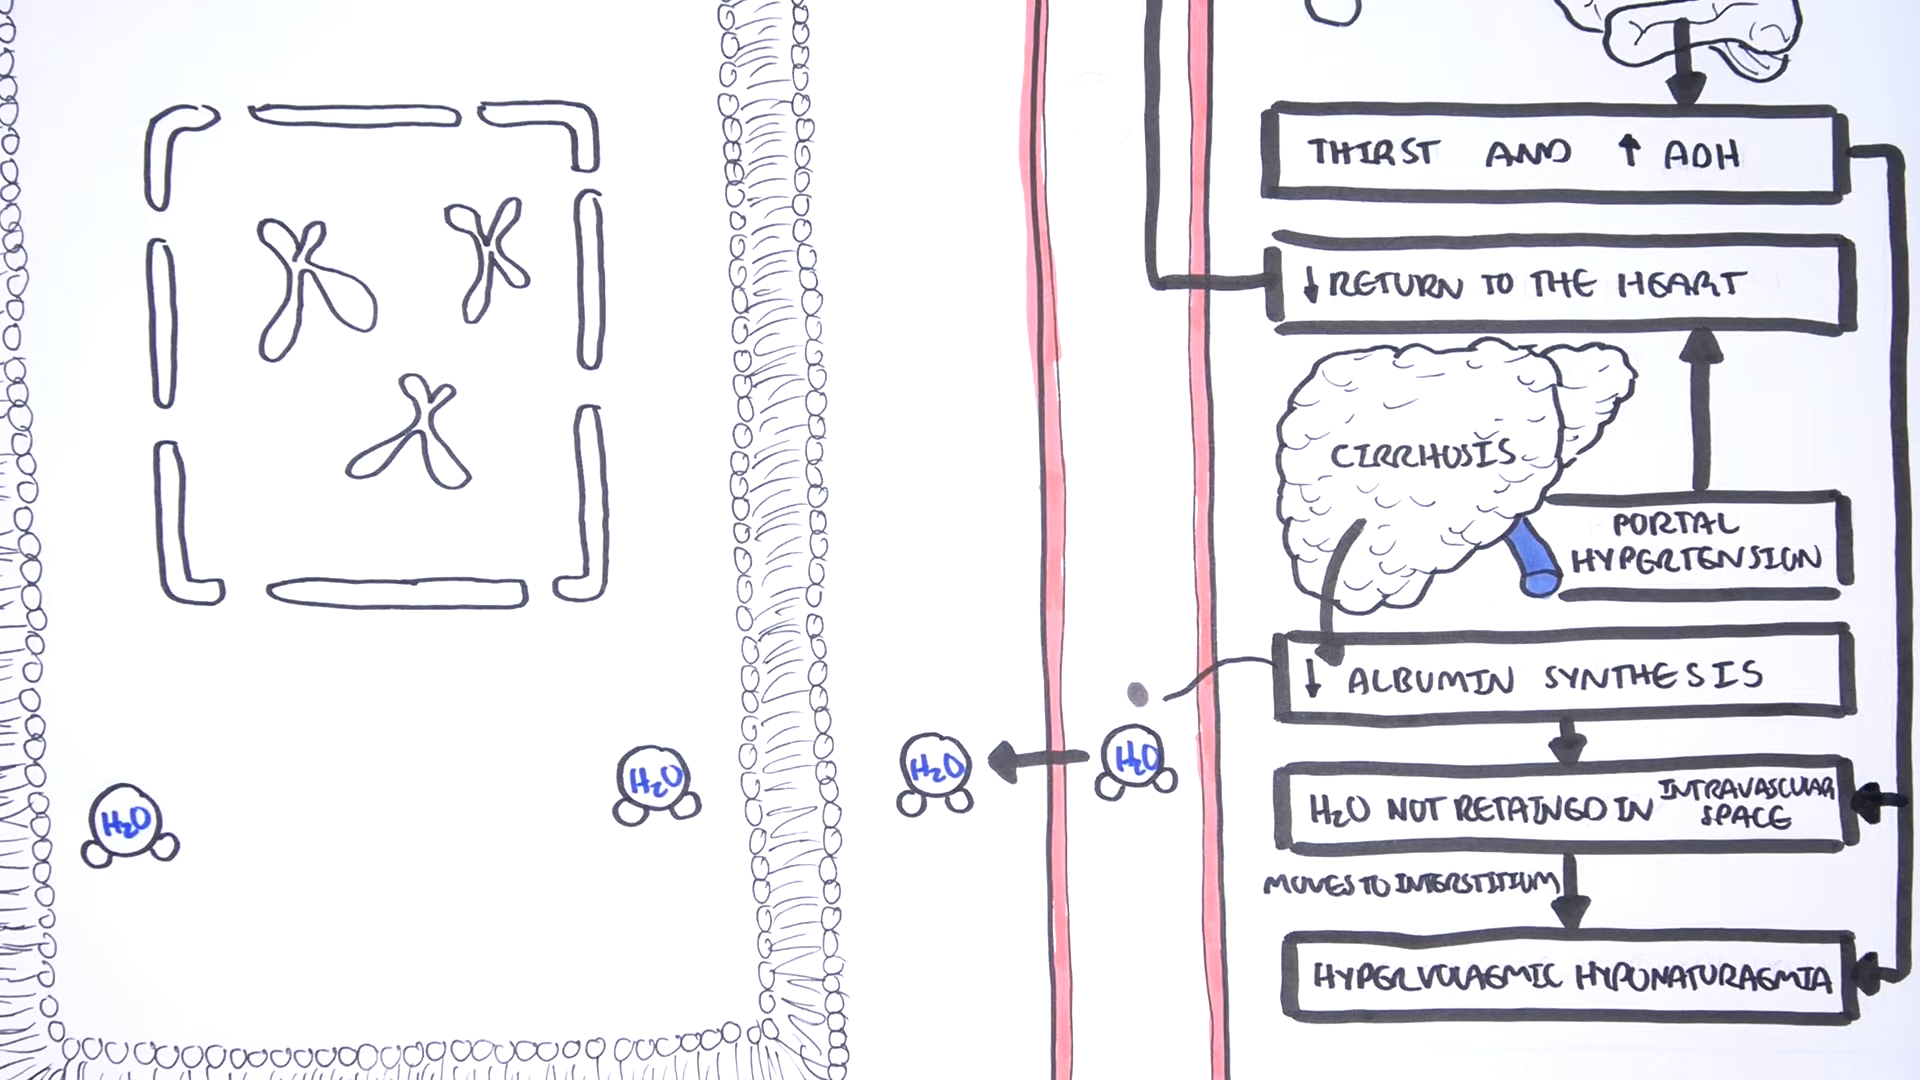 THIRST AND ↑ ADH
↓ RETURN TO THE HEART
CIRRHOSIS
PORTAL
HYPERTENSION
↓ ALBUMIN SYNTHESIS
H2O NOT RETAINED IN INTRAVASCULAR
SPACE
MOVES TO INTERSTITIUM
HYPERVOLAEMIC HYPONATURAEMIA
H2O
H2O
H2O
H2O